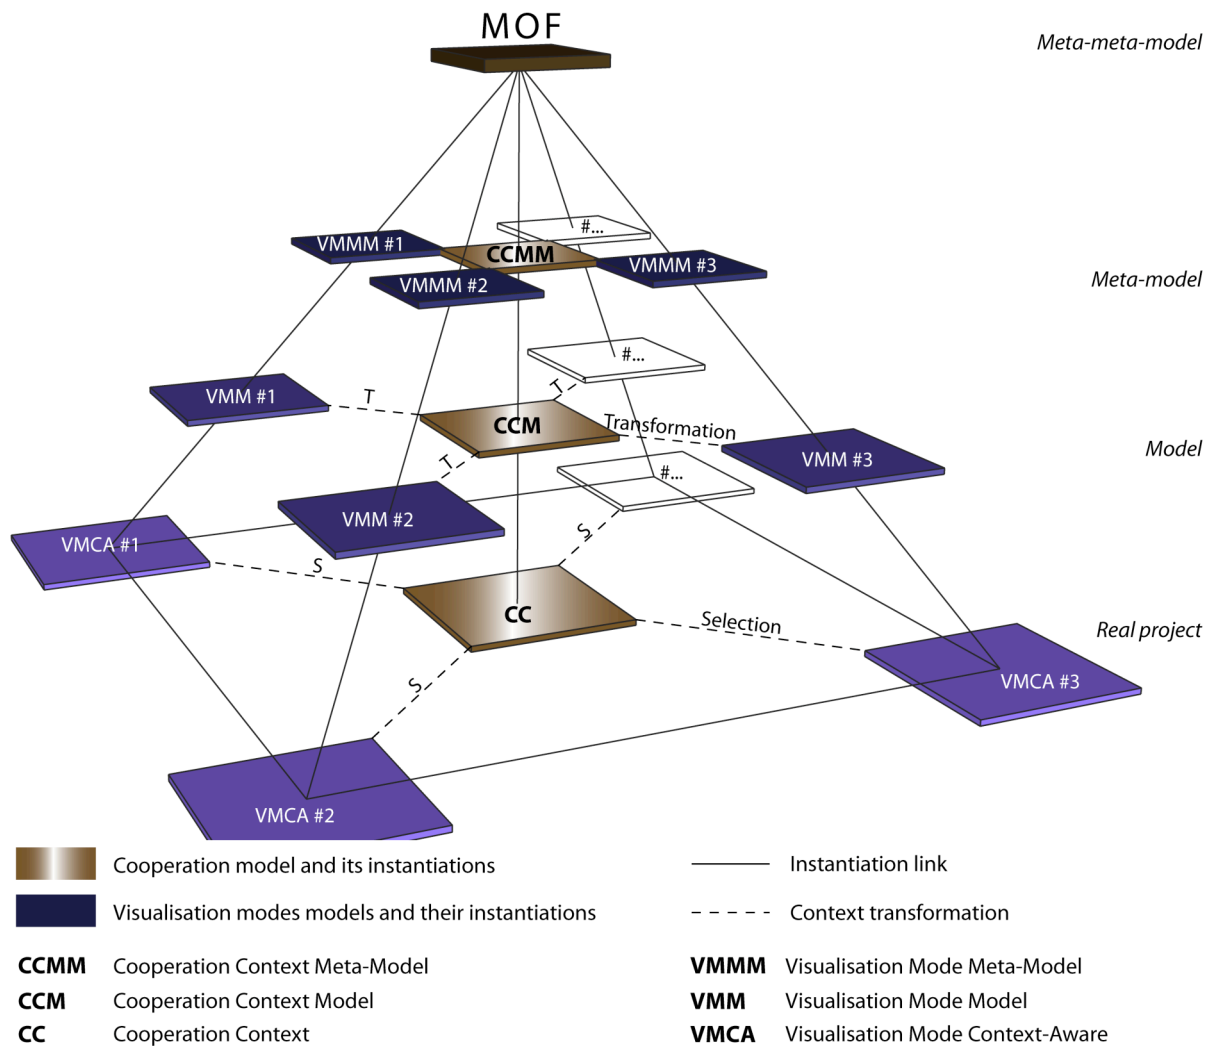 MOF
Meta-meta-model
#...
VMMM #1
CCMM
VMMM #3
VMMM #2
Meta-model
#...
T
T
VMM #1
CCM
Transformation
Model
VMM #3
T
#...
VMM #2
S
VMCA #1
S
CC
Selection
Real project
VMCA #3
S
VMCA #2
Cooperation model and its instantiations
Instantiation link
Visualisation modes models and their instantiations
Context transformation
CCMM Cooperation Context Meta-Model
VMMM Visualisation Mode Meta-Model
CCM Cooperation Context Model
VMM Visualisation Mode Model
CC Cooperation Context
VMCA Visualisation Mode Context-Aware